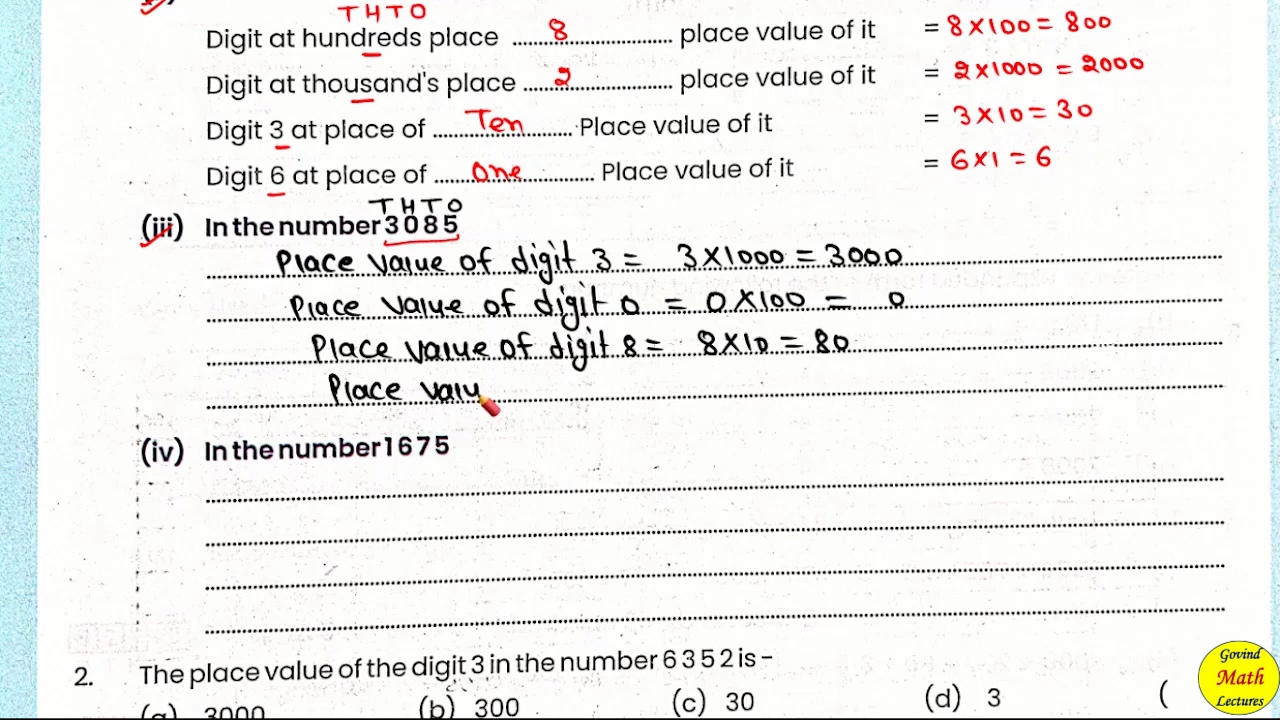 T H T O
Digit at hundreds place ........8........ place value of it = 8×100 = 800
Digit at thousand's place ........2........ place value of it = 2×1000 = 2000
Digit 3 at place of ........Ten........ Place value of it = 3×10 = 30
Digit 6 at place of ........one........ Place value of it = 6×1 = 6
T H T O
(iii) In the number 3085
Place value of digit 3 = 3×1000 = 3000
Place value of digit 0 = 0×100 = 0
Place value of digit 8 = 8×10 = 80
Place valu
(iv) In the number 1675
2. The place value of the digit 3 in the number 6 3 5 2 is -
(a) 3000 (b) 300 (c) 30 (d) 3 (
Govind
Math
Lectures